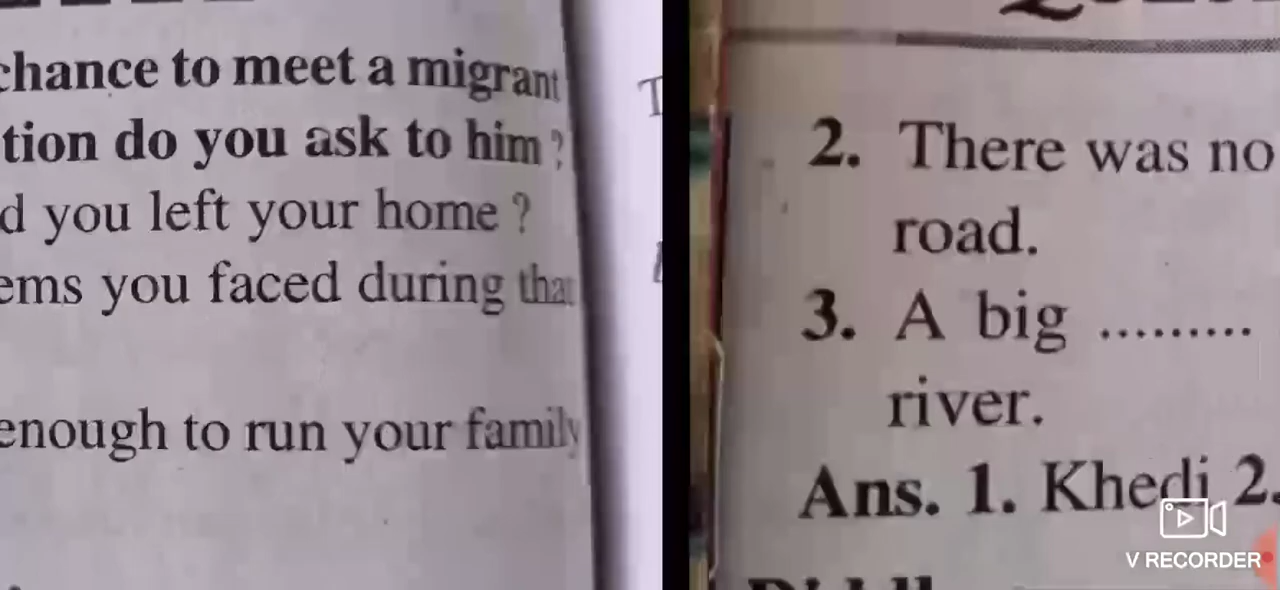 chance to meet a migrant
tion do you ask to him ?
d you left your home ?
ems you faced during that
enough to run your family
2. There was no
road.
3. A big .........
river.
Ans. 1. Khedi 2.
V RECORDER